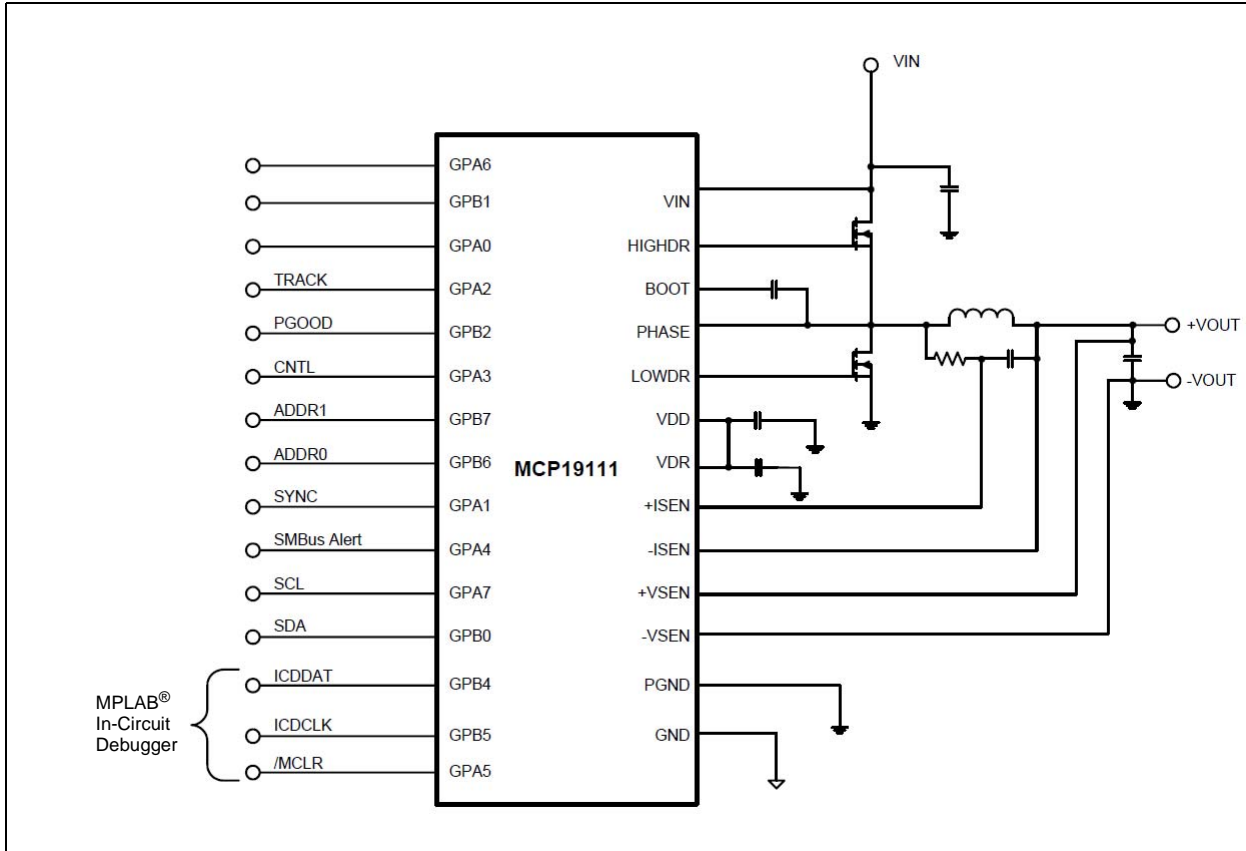 VIN
GPA6
GPB1
GPA0
TRACK GPA2
PGOOD GPB2
CNTL GPA3
ADDR1 GPB7
ADDR0 GPB6
SYNC GPA1
SMBus Alert GPA4
SCL GPA7
SDA GPB0
ICDDAT GPB4
ICDCLK GPB5
/MCLR GPA5
MPLAB®
In-Circuit
Debugger
MCP19111
VIN
HIGHDR
BOOT
PHASE
LOWDR
VDD
VDR
+ISEN
-ISEN
+VSEN
-VSEN
PGND
GND
+VOUT
-VOUT